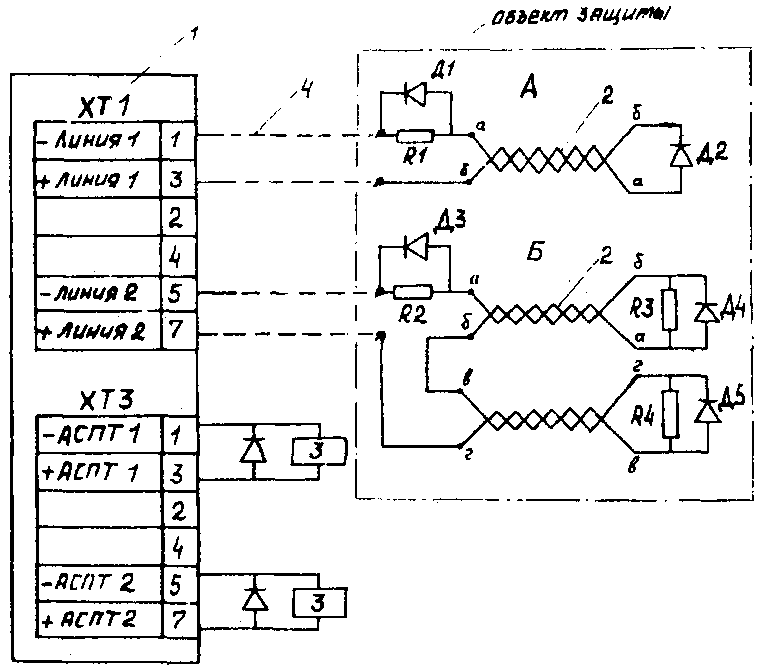 объект защиты
1
ХТ1
- Линия 1 1
+ Линия 1 3
2
4
- Линия 2 5
+ Линия 2 7
ХТ3
- АСПТ 1 1
+ АСПТ 1 3
2
4
- АСПТ 2 5
+ АСПТ 2 7
3
3
4
Д1
А
R1
а
б
2
б
а
Д2
Д3
Б
R2
а
б
2
б
а
R3
Д4
в
г
г
в
R4
Д5